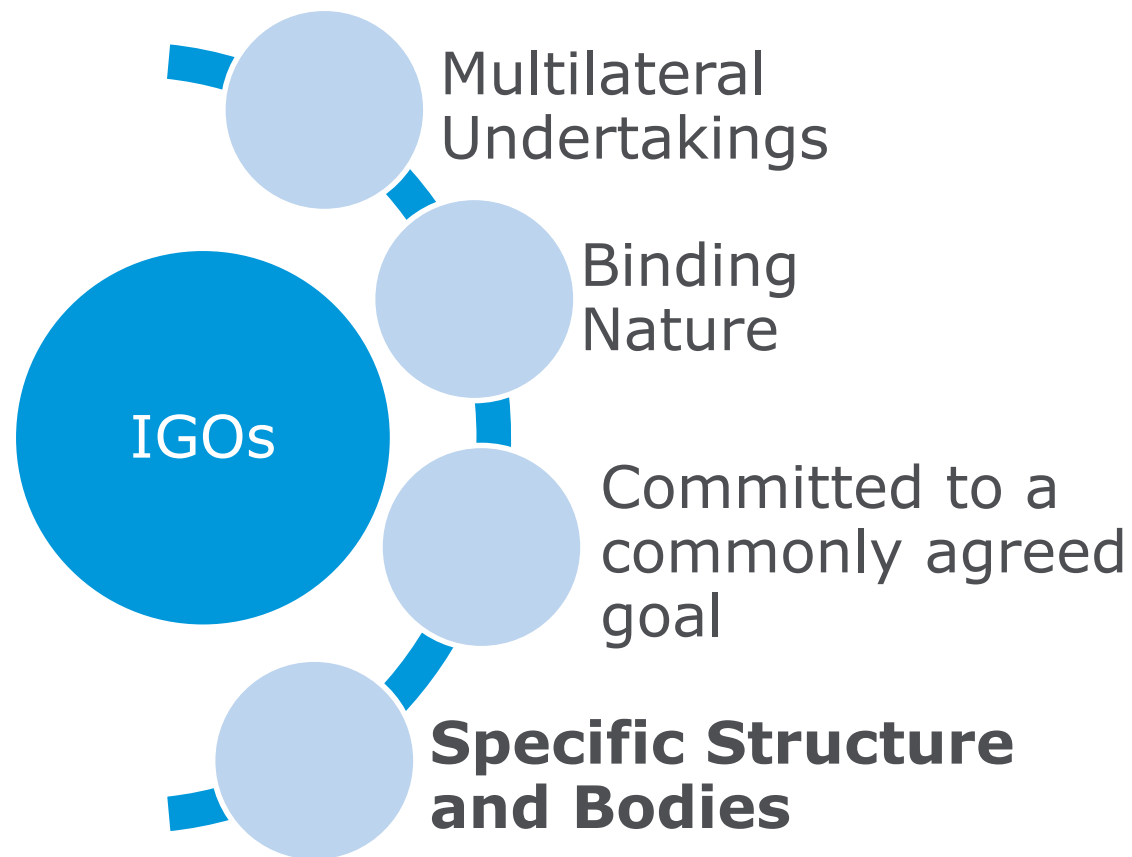 Multilateral
Undertakings
Binding
Nature
IGOs
Committed to a
commonly agreed
goal
Specific Structure
and Bodies